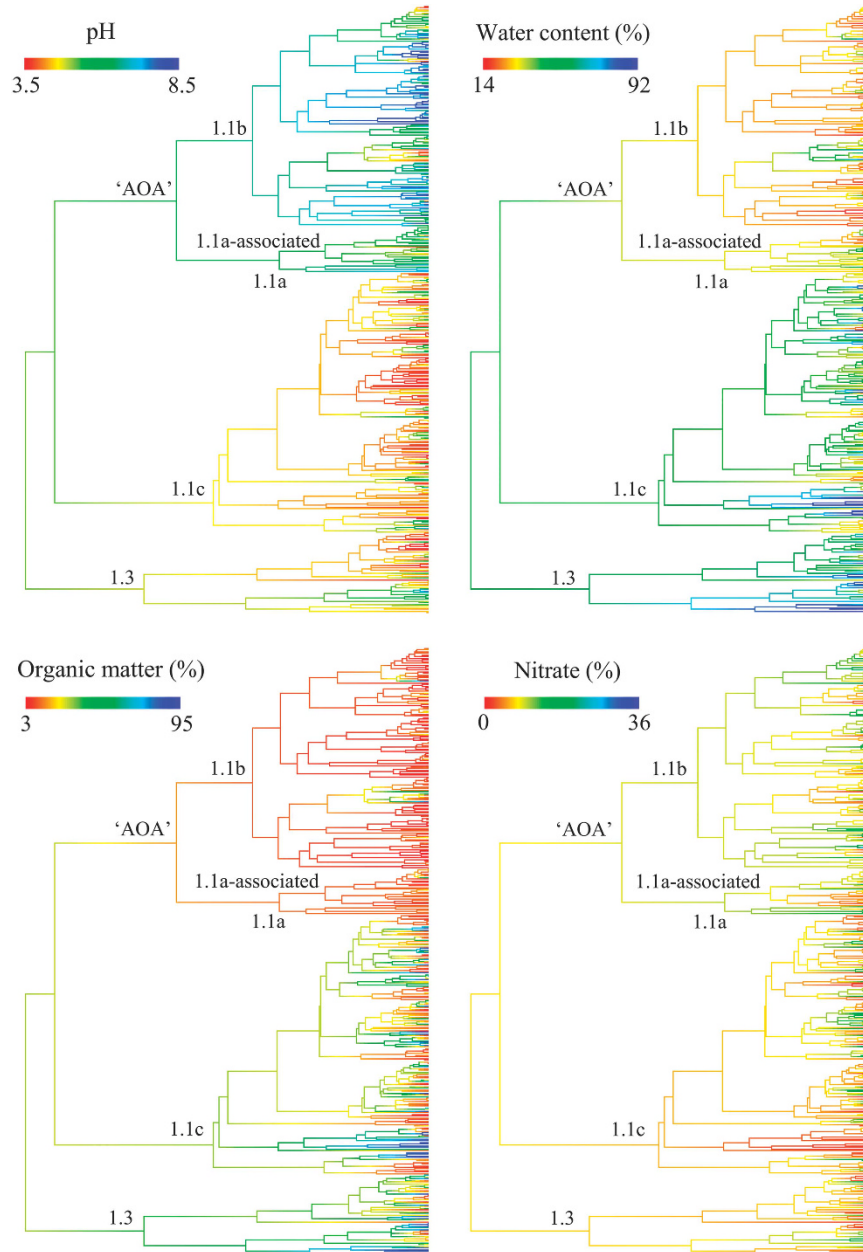 pH
3.5 8.5
1.1b
'AOA'
1.1a-associated
1.1a
1.1c
1.3
Water content (%)
14 92
1.1b
'AOA'
1.1a-associated
1.1a
1.1c
1.3
Organic matter (%)
3 95
1.1b
'AOA'
1.1a-associated
1.1a
1.1c
1.3
Nitrate (%)
0 36
1.1b
'AOA'
1.1a-associated
1.1a
1.1c
1.3